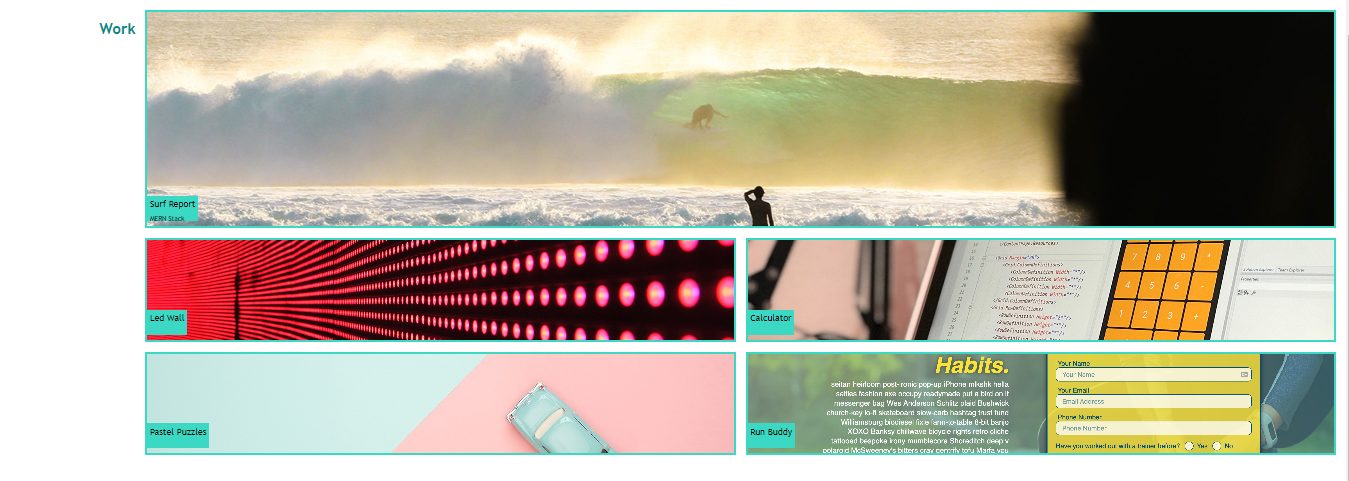 Work
Surf Report
MERN Stack
Led Wall
Calculator
7 8 9 *
4 5 6 -
1 2 3 +
Pastel Puzzles
Run Buddy
Habits.
seitan heirloom post-ironic pop-up iPhone mlkshk hella
selfies fashion axe occupy readymade put a bird on it
messenger bag Wes Anderson Schlitz plaid Bushwick
church-key lo-fi skateboard slow-carb hashtag trust fund
Williamsburg biodiesel fixie farm-to-table 8-bit banjo
XOXO Banksy chillwave bicycle rights retro cliche
tattooed bespoke irony mumblecore Shoreditch deep v
polaroid McSweeney's bitters gray gentrify tofu Marfa you
Your Name
Your Name
Your Email
Email Address
Phone Number
Phone Number
Have you worked out with a trainer before? Yes No